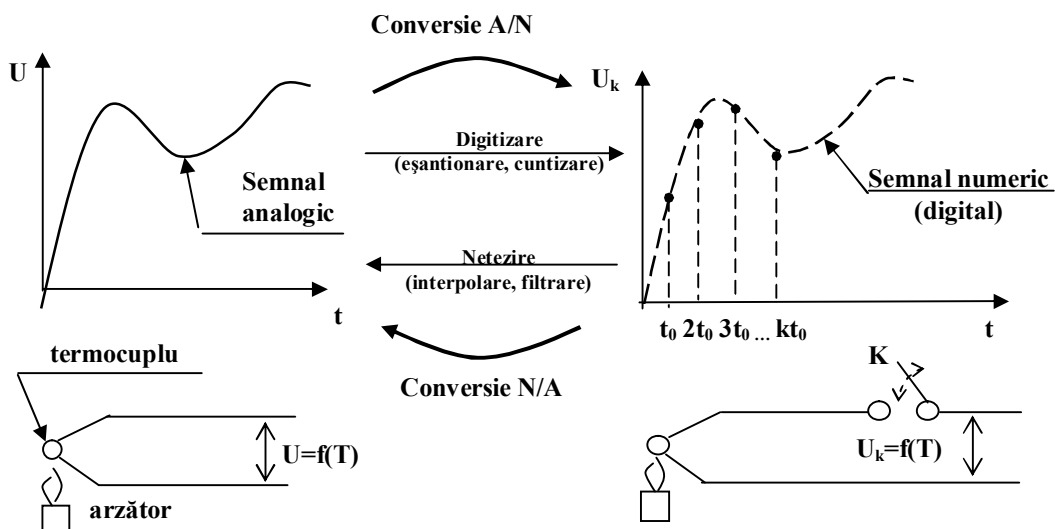 Conversie A/N
U
Semnal
analogic
t
Digitizare
(eşantionare, cuntizare)
Netezire
(interpolare, filtrare)
Conversie N/A
Uk
Semnal numeric
(digital)
t0 2t0 3t0 ... kt0
t
termocuplu
U=f(T)
arzător
K
Uk=f(T)